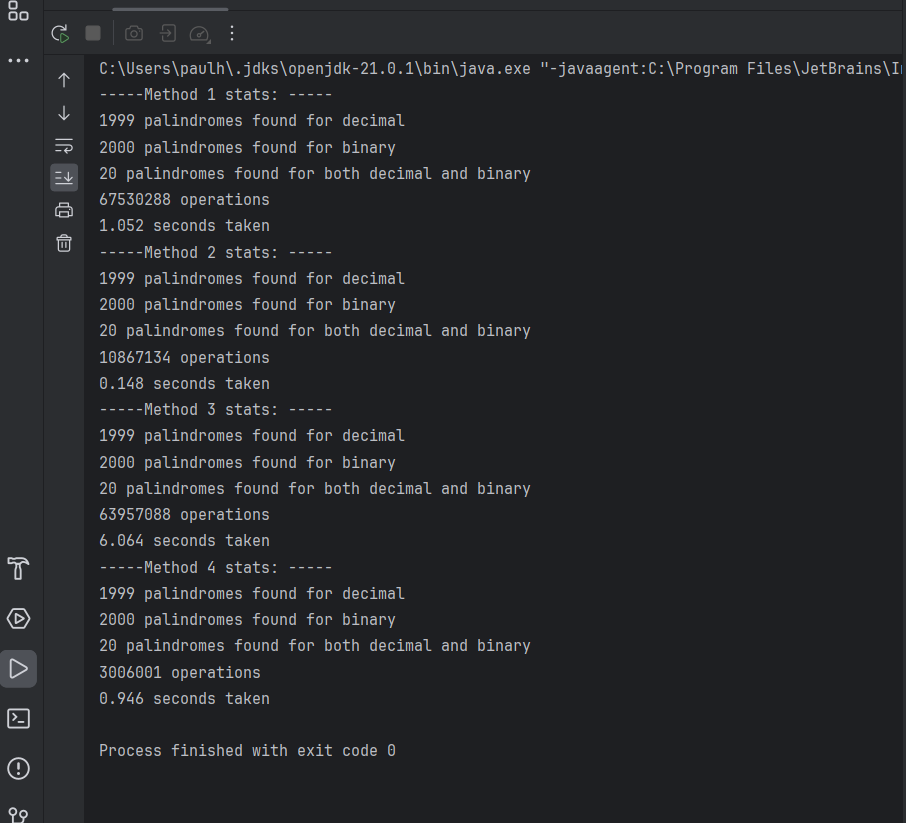 C:\Users\paulh\.jdks\openjdk-21.0.1\bin\java.exe "-javaagent:C:\Program Files\JetBrains\
-----Method 1 stats: -----
1999 palindromes found for decimal
2000 palindromes found for binary
20 palindromes found for both decimal and binary
67530288 operations
1.052 seconds taken
-----Method 2 stats: -----
1999 palindromes found for decimal
2000 palindromes found for binary
20 palindromes found for both decimal and binary
10867134 operations
0.148 seconds taken
-----Method 3 stats: -----
1999 palindromes found for decimal
2000 palindromes found for binary
20 palindromes found for both decimal and binary
63957088 operations
6.064 seconds taken
-----Method 4 stats: -----
1999 palindromes found for decimal
2000 palindromes found for binary
20 palindromes found for both decimal and binary
3006001 operations
0.946 seconds taken
Process finished with exit code 0